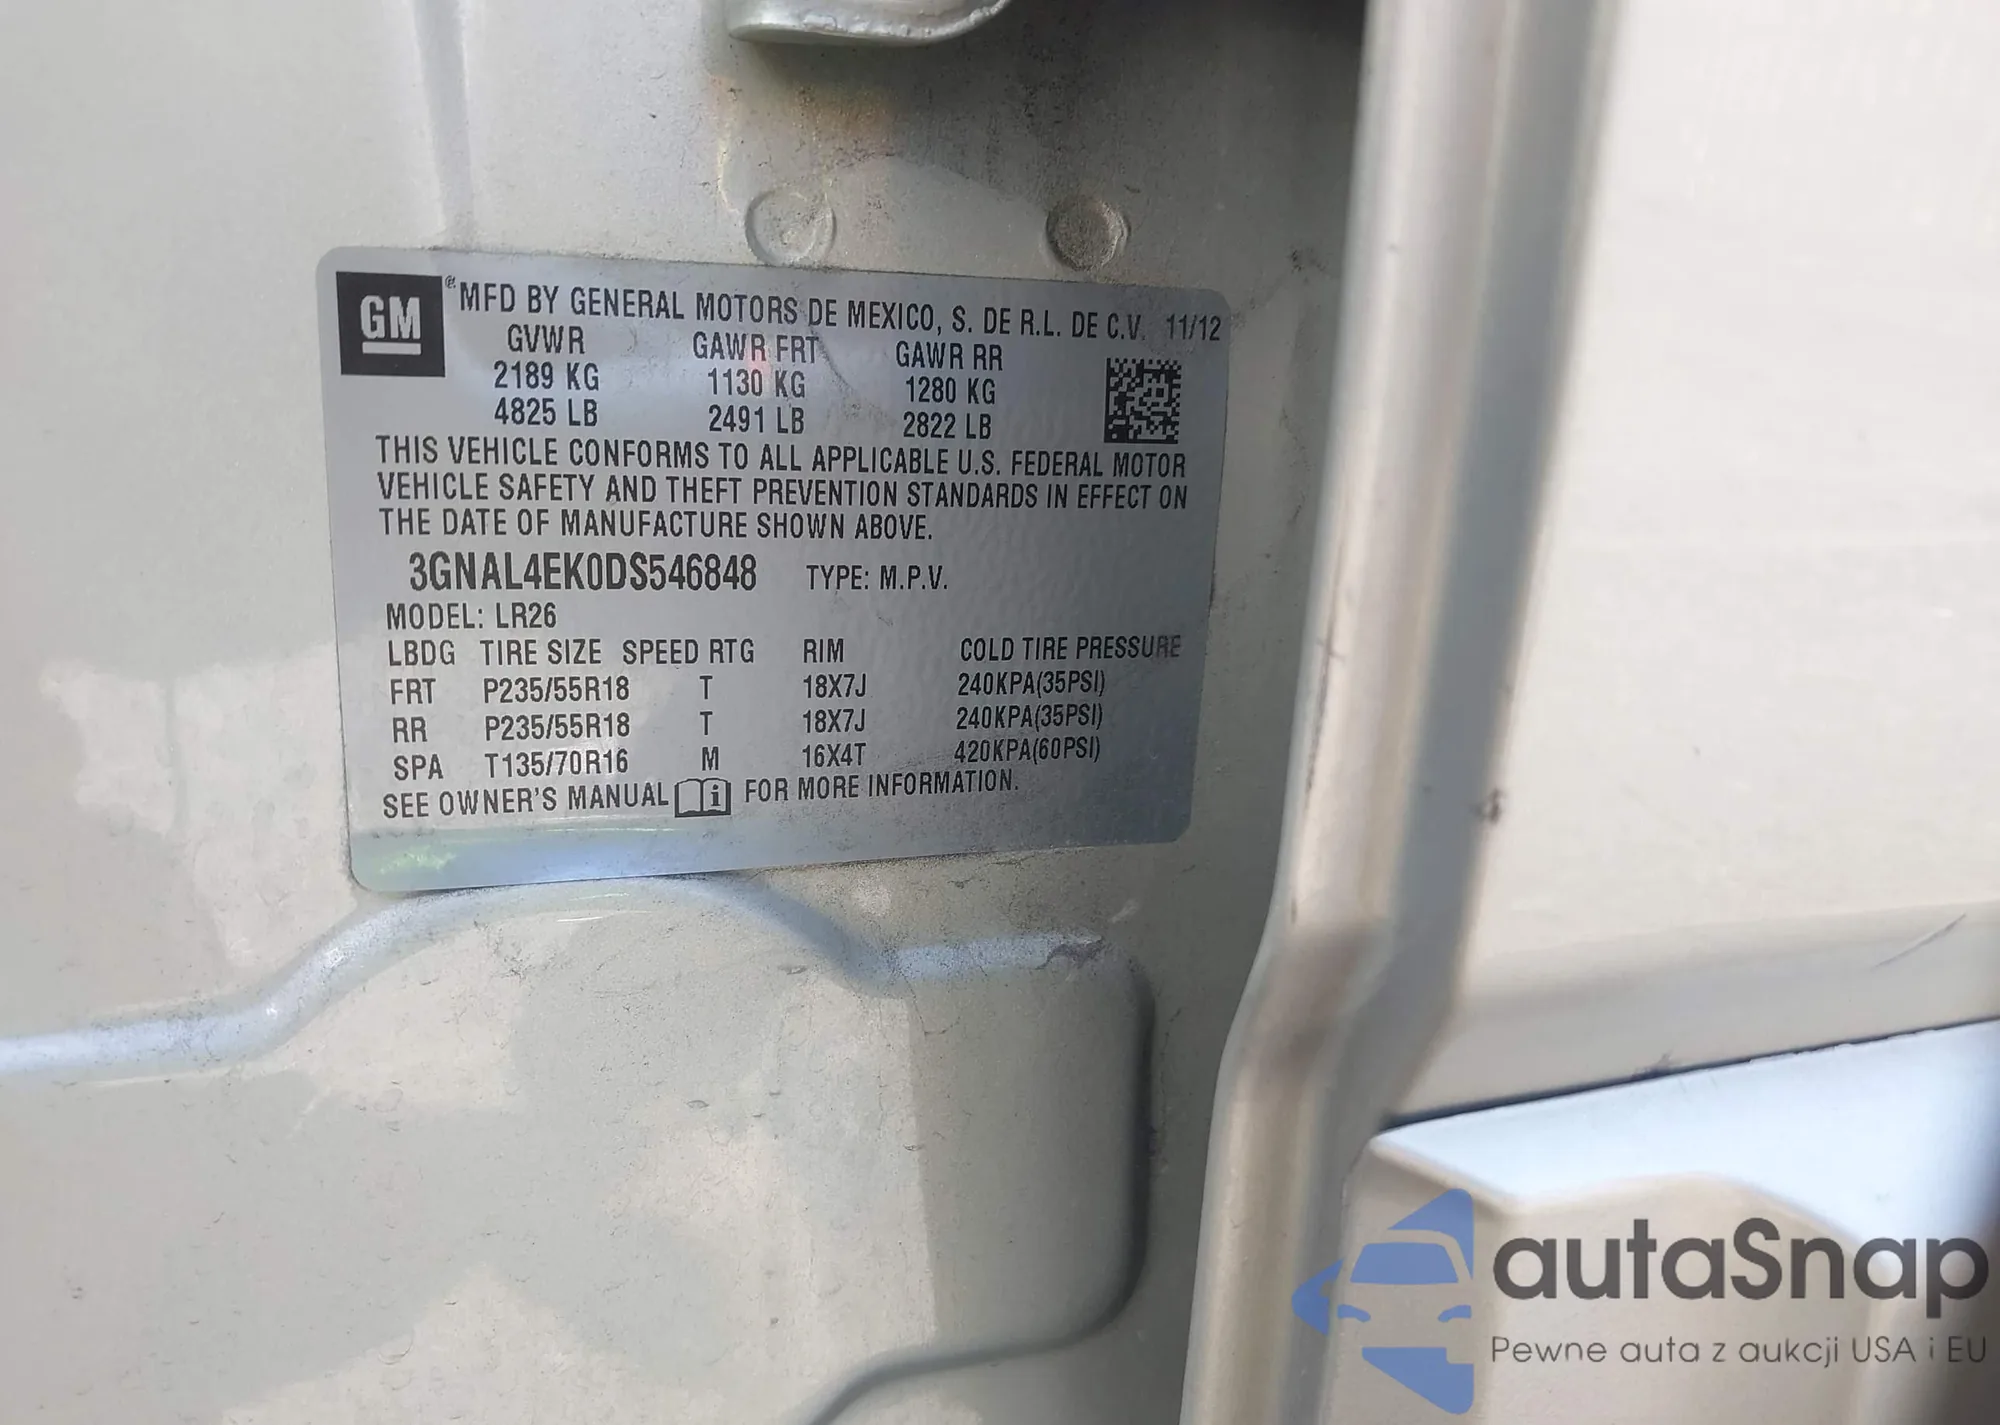 GM ® MFD BY GENERAL MOTORS DE MEXICO, S. DE R.L. DE C.V. 11/12
GVWR GAWR FRT GAWR RR
2189 KG 1130 KG 1280 KG
4825 LB 2491 LB 2822 LB
THIS VEHICLE CONFORMS TO ALL APPLICABLE U.S. FEDERAL MOTOR
VEHICLE SAFETY AND THEFT PREVENTION STANDARDS IN EFFECT ON
THE DATE OF MANUFACTURE SHOWN ABOVE.
3GNAL4EK0DS546848 TYPE: M.P.V.
MODEL: LR26
LBDG TIRE SIZE SPEED RTG RIM COLD TIRE PRESSURE
FRT P235/55R18 T 18X7J 240KPA(35PSI)
RR P235/55R18 T 18X7J 240KPA(35PSI)
SPA T135/70R16 M 16X4T 420KPA(60PSI)
SEE OWNER'S MANUAL i FOR MORE INFORMATION.
autaSnap
Pewne auta z aukcji USA i EU